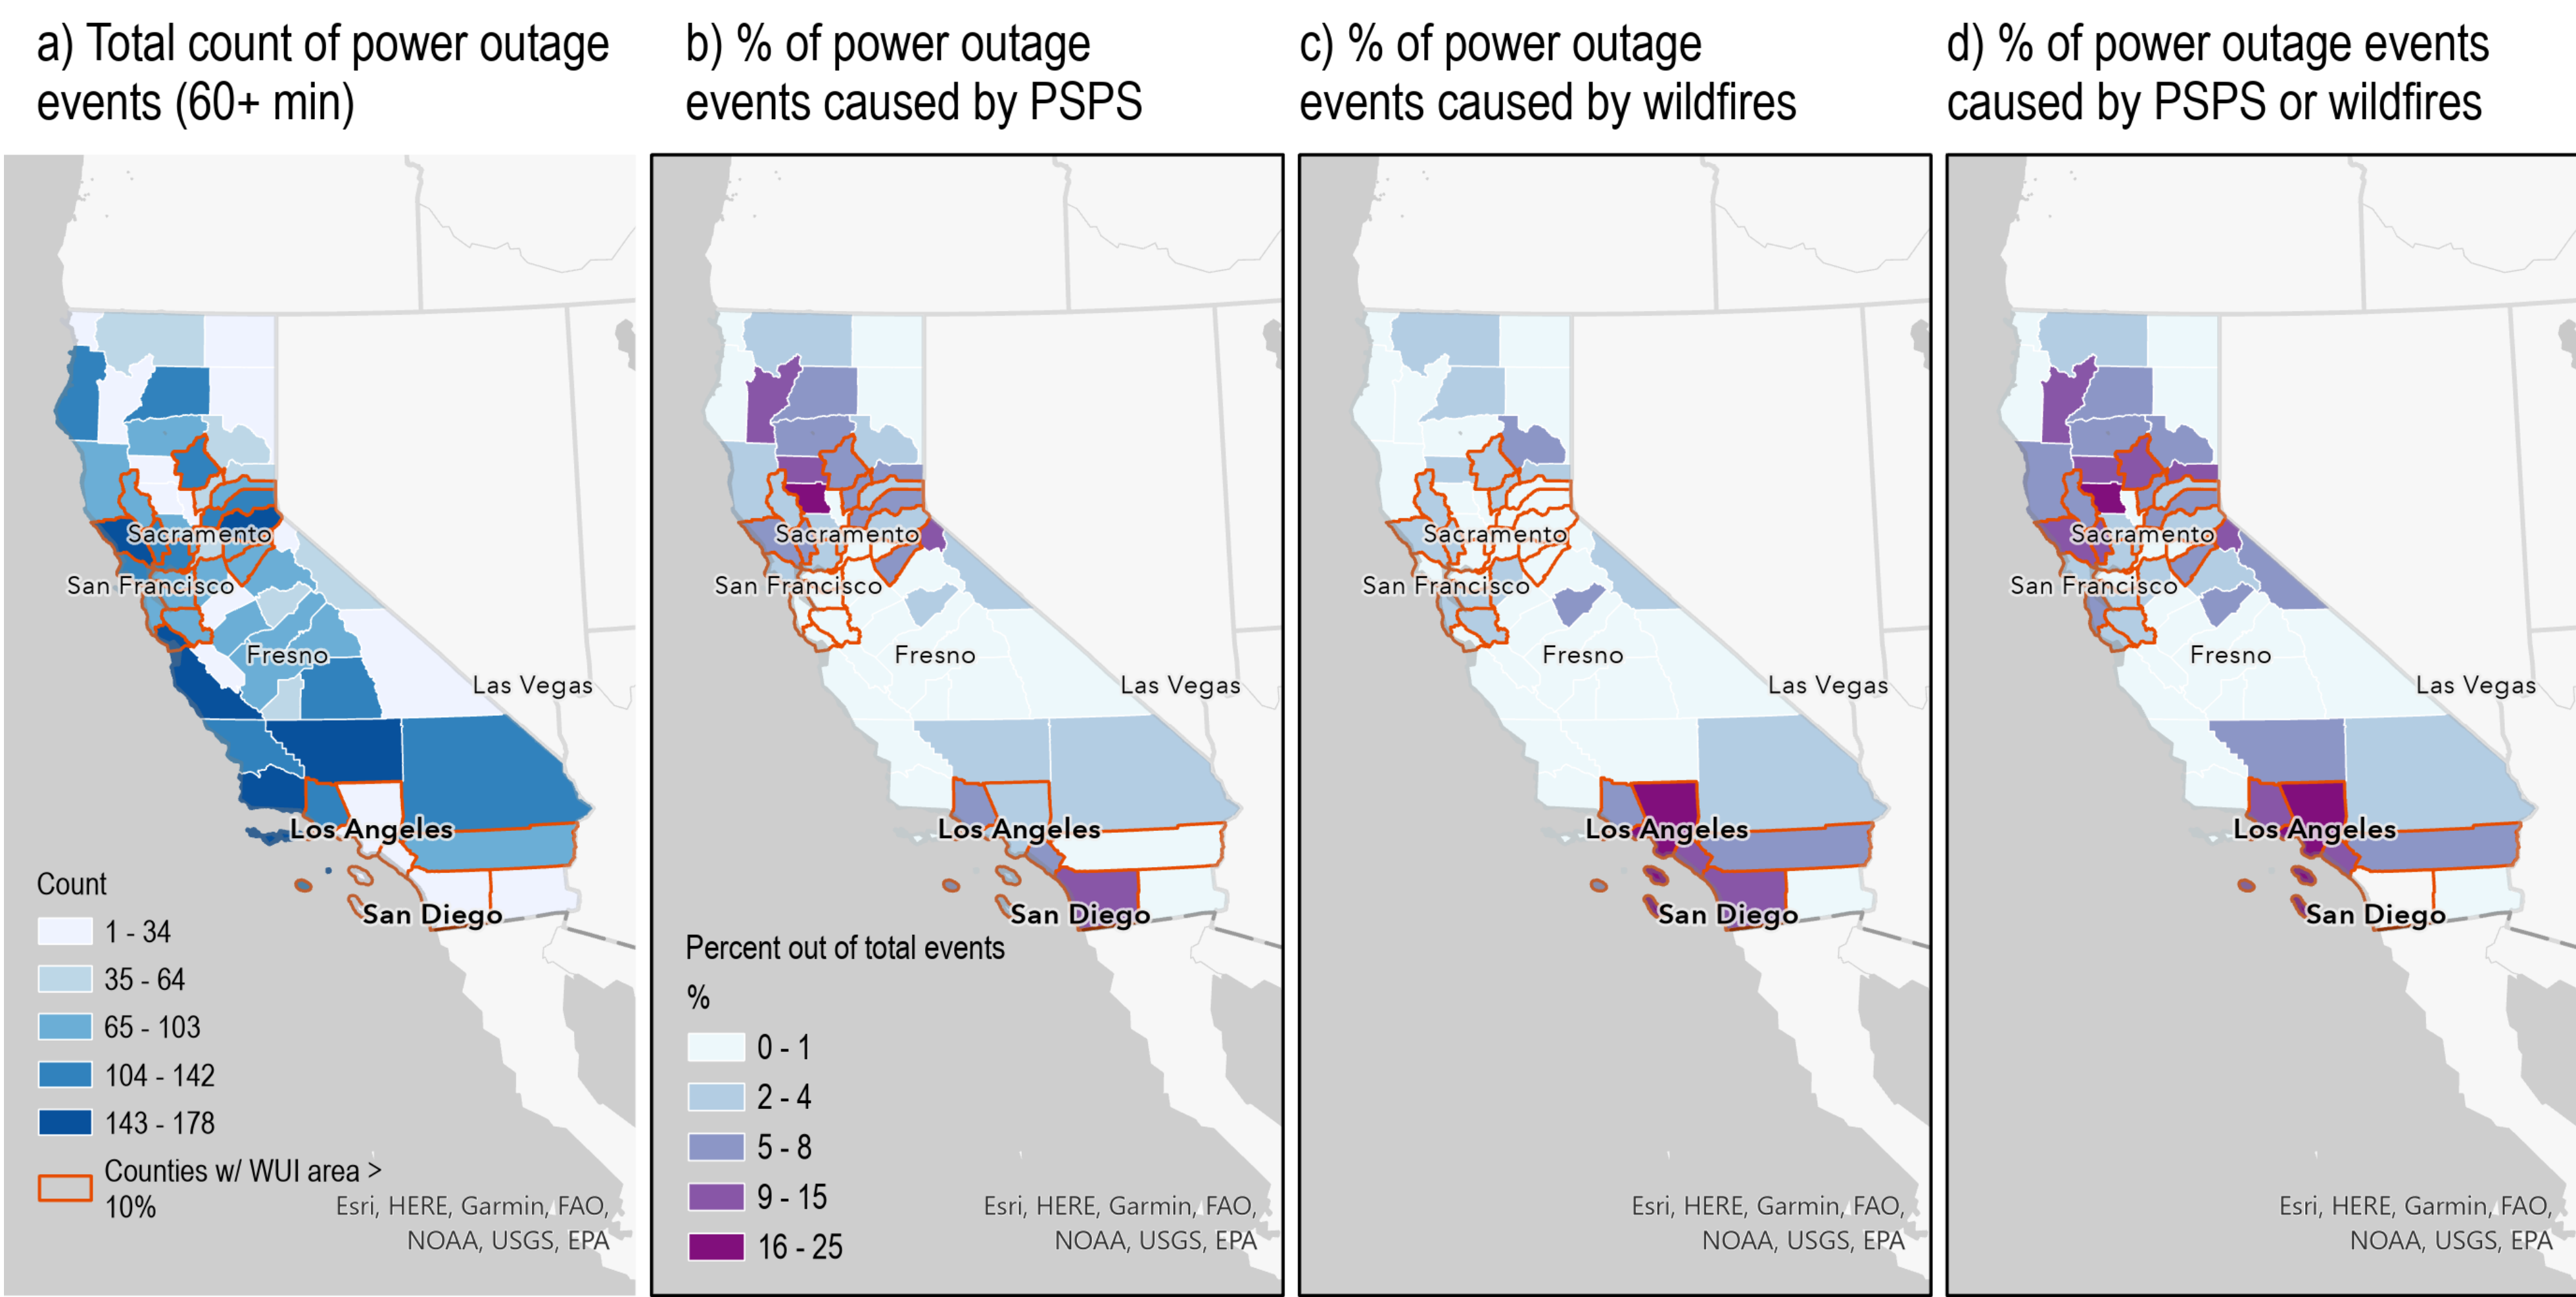 a) Total count of power outage
events (60+ min)
b) % of power outage
events caused by PSPS
c) % of power outage
events caused by wildfires
d) % of power outage events
caused by PSPS or wildfires
Sacramento
San Francisco
Fresno
Las Vegas
Los Angeles
San Diego
Count
1 - 34
35 - 64
65 - 103
104 - 142
143 - 178
Counties w/ WUI area >
10%
Esri, HERE, Garmin, FAO,
NOAA, USGS, EPA
Sacramento
San Francisco
Fresno
Las Vegas
Los Angeles
San Diego
Percent out of total events
%
0 - 1
2 - 4
5 - 8
9 - 15
16 - 25
Esri, HERE, Garmin, FAO,
NOAA, USGS, EPA
Sacramento
San Francisco
Fresno
Las Vegas
Los Angeles
San Diego
Esri, HERE, Garmin, FAO,
NOAA, USGS, EPA
Sacramento
San Francisco
Fresno
Las Vegas
Los Angeles
San Diego
Esri, HERE, Garmin, FAO,
NOAA, USGS, EPA